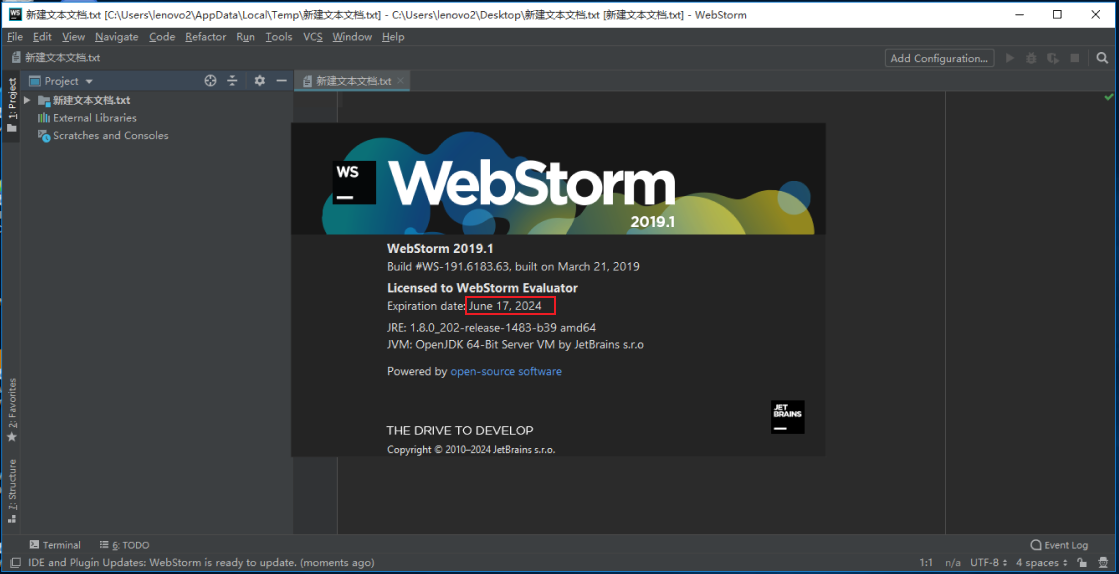 WS
新建文本文档.txt [C:\Users\lenovo2\AppData\Local\Temp\新建文本文档.txt] - C:\Users\lenovo2\Desktop\新建文本文档.txt [新建文本文档.txt] - WebStorm
File Edit View Navigate Code Refactor Run Tools VCS Window Help
新建文本文档.txt
Add Configuration...
1: Project
Project
新建文本文档.txt
新建文本文档.txt
External Libraries
Scratches and Consoles
WS
WebStorm
2019.1
WebStorm 2019.1
Build #WS-191.6183.63, built on March 21, 2019
Licensed to WebStorm Evaluator
Expiration date: June 17, 2024
JRE: 1.8.0_202-release-1483-b39 amd64
JVM: OpenJDK 64-Bit Server VM by JetBrains s.r.o
Powered by open-source software
JET
BRAINS
THE DRIVE TO DEVELOP
Copyright © 2010–2024 JetBrains s.r.o.
2: Favorites
7: Structure
Terminal
6: TODO
Event Log
IDE and Plugin Updates: WebStorm is ready to update. (moments ago)
1:1 n/a UTF-8 4 spaces